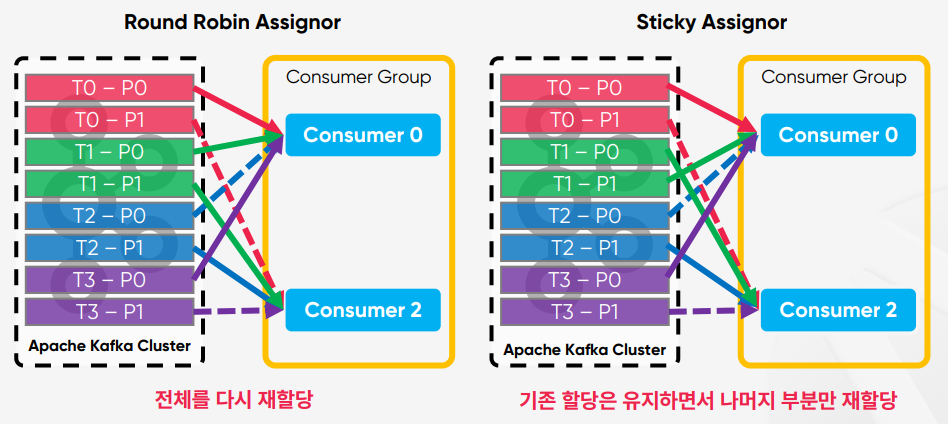 Round Robin Assignor
T0 – P0
T0 – P1
T1 – P0
T1 – P1
T2 – P0
T2 – P1
T3 – P0
T3 – P1
Apache Kafka Cluster
Consumer Group
Consumer 0
Consumer 2
전체를 다시 재할당
Sticky Assignor
T0 – P0
T0 – P1
T1 – P0
T1 – P1
T2 – P0
T2 – P1
T3 – P0
T3 – P1
Apache Kafka Cluster
Consumer Group
Consumer 0
Consumer 2
기존 할당은 유지하면서 나머지 부분만 재할당